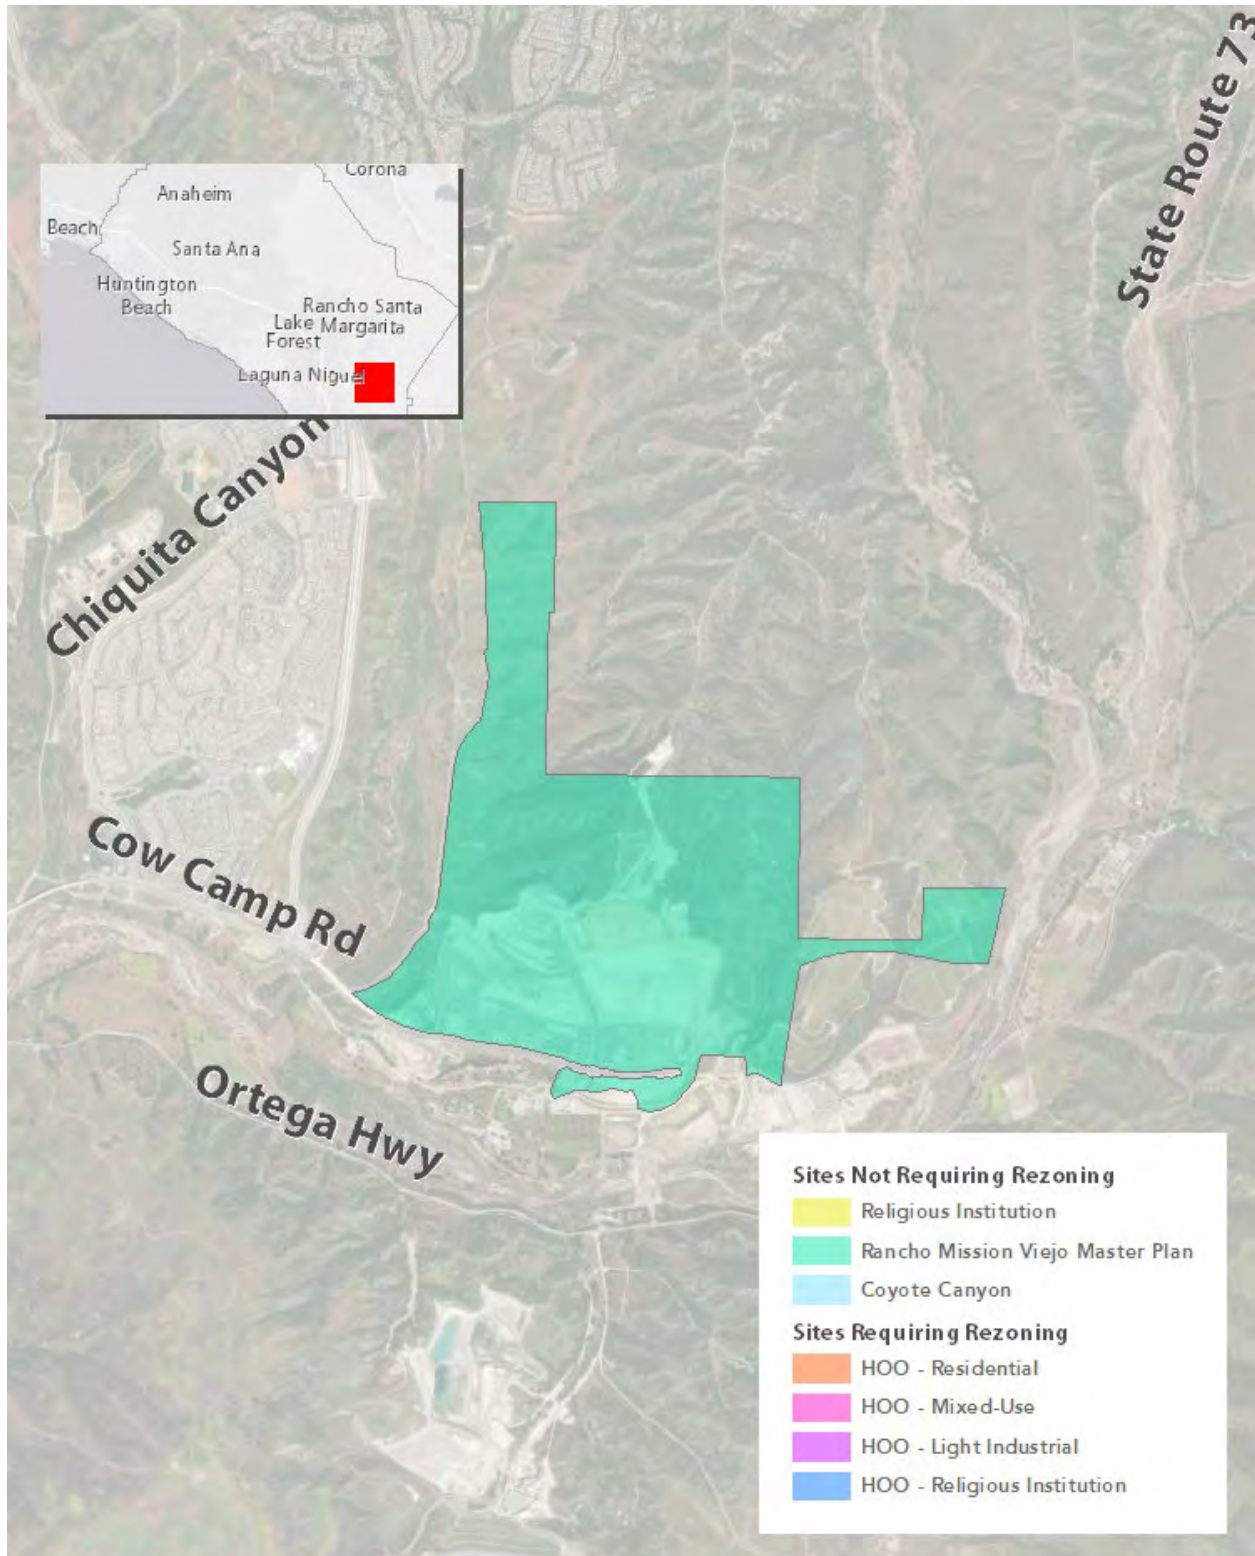 State Route 73
Corona
Anaheim
Beach
Santa Ana
Huntington
Beach
Rancho Santa
Lake Margarita
Forest
Laguna Niguel
Chiquita Canyon
Cow Camp Rd
Ortega Hwy
Sites Not Requiring Rezoning
Religious Institution
Rancho Mission Viejo Master Plan
Coyote Canyon
Sites Requiring Rezoning
HOO - Residential
HOO - Mixed-Use
HOO - Light Industrial
HOO - Religious Institution